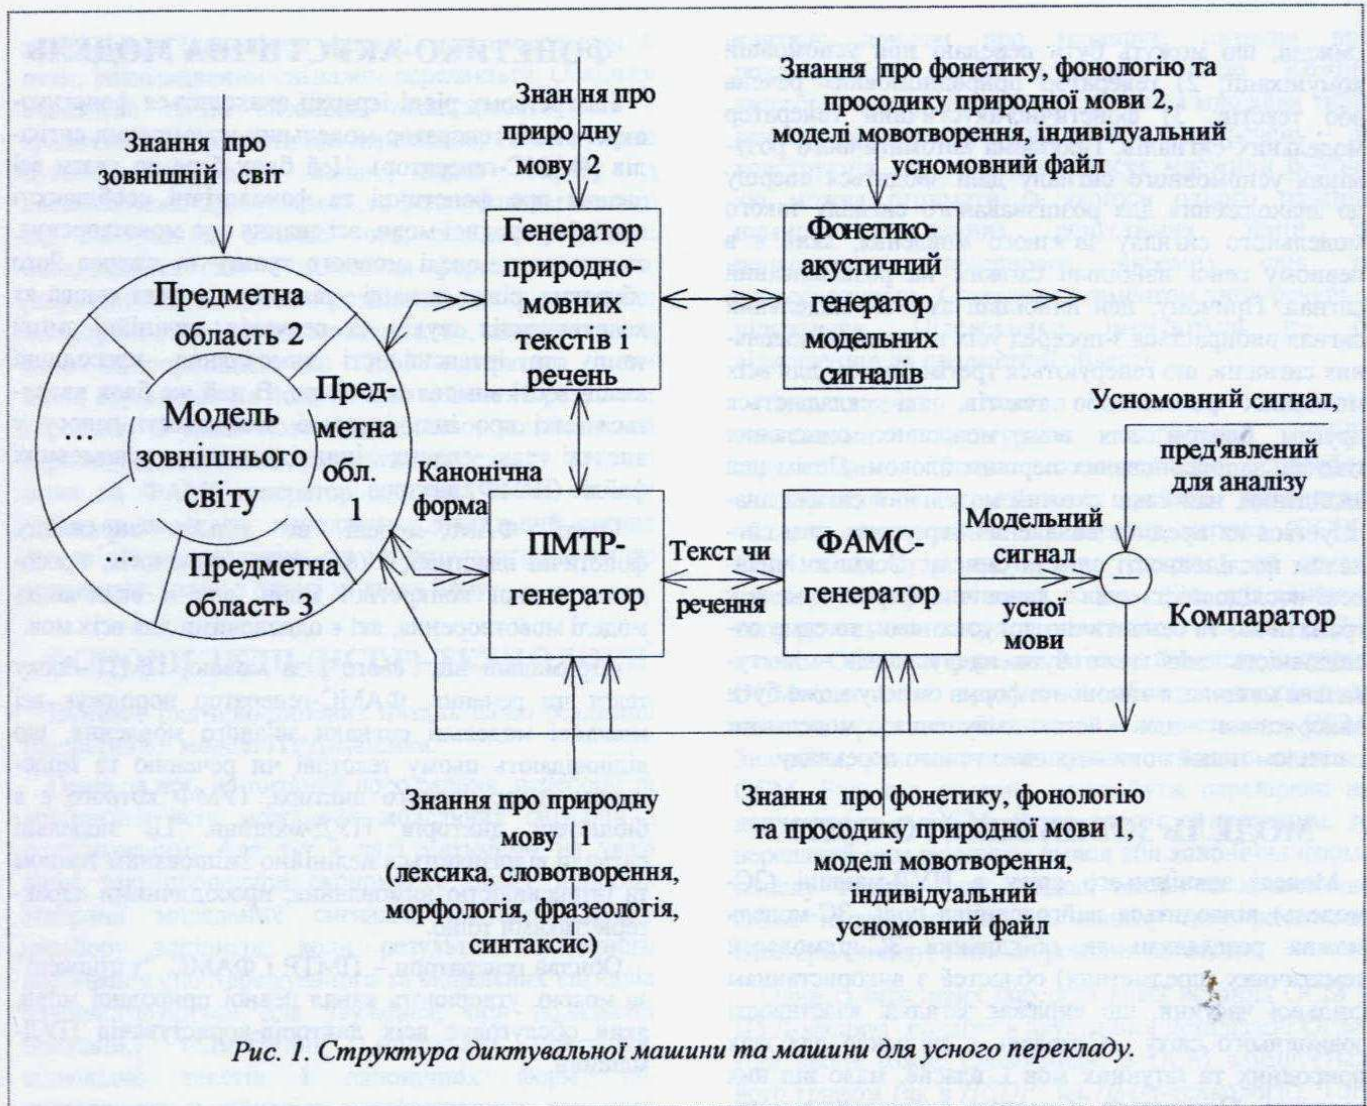 Знання про
зовнішній світ
Знання про
природну
мову 2
Знання про фонетику, фонологію та
просодику природної мови 2,
моделі мовотворення, індивідуальний
усномовний файл
Генератор
природно-
мовних
текстів і
речень
Фонетико-
акустичний
генератор
модельних
сигналів
Предметна
область 2
Пред-
метна
обл.
1
...
Модель
зовнішнього
світу
Предметна
область 3
Канонічна
форма
ПМТР-
генератор
Текст чи
речення
ФАМС-
генератор
Модельний
сигнал
усної
мови
Усномовний сигнал,
пред'явлений
для аналізу
Компаратор
Знання про природну
мову 1
(лексика, словотворення,
морфологія, фразеологія,
синтаксис)
Знання про фонетику, фонологію
та просодику природної мови 1,
моделі мовотворення,
індивідуальний
усномовний файл
Рис. 1. Структура диктувальної машини та машини для усного перекладу.